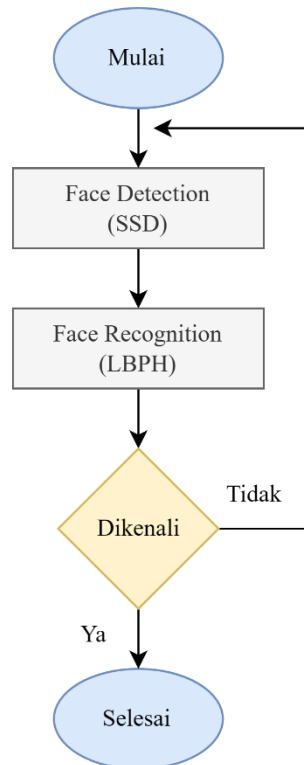 Mulai
Face Detection
(SSD)
Face Recognition
(LBPH)
Dikenali
Tidak
Ya
Selesai